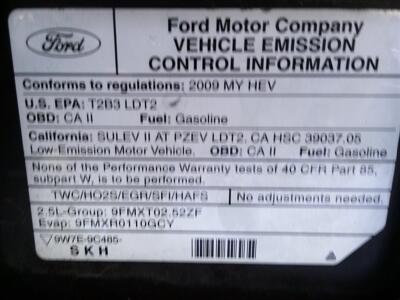 Ford
Ford Motor Company
VEHICLE EMISSION
CONTROL INFORMATION
Conforms to regulations: 2009 MY HEV
U.S. EPA: T2B3 LDT2
OBD: CA II Fuel: Gasoline
California: SULEV II AT PZEV LDT2, CA HSC 39037.05
Low-Emission Motor Vehicle. OBD: CA II Fuel: Gasoline
None of the Performance Warranty tests of 40 CFR Part 85,
subpart W, is to be performed.
TWC/HO2S/EGR/SFI/HAFS No adjustments needed.
2.5L-Group: 9FMXT02.52ZF
Evap: 9FMXR0110GCY
9W7E-9C485-
SKH